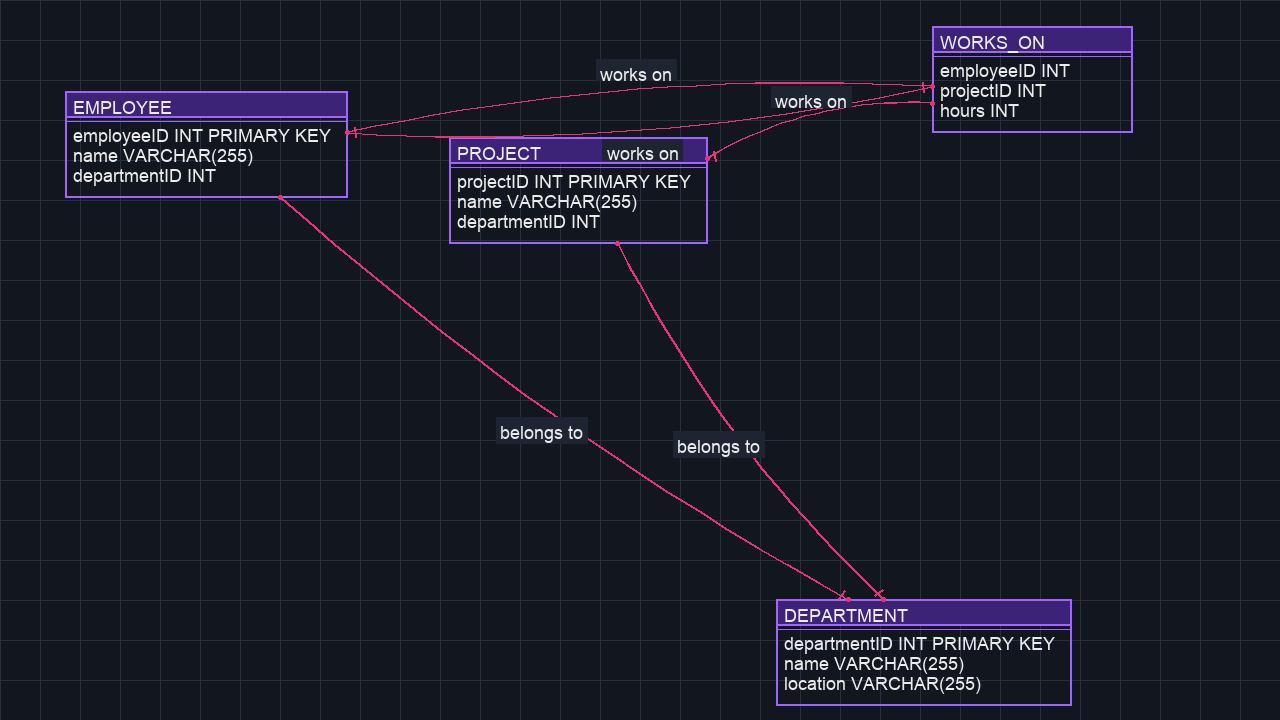 WORKS_ON
employeeID INT
projectID INT
hours INT
works on
works on
works on
EMPLOYEE
employeeID INT PRIMARY KEY
name VARCHAR(255)
departmentID INT
PROJECT
projectID INT PRIMARY KEY
name VARCHAR(255)
departmentID INT
belongs to
belongs to
DEPARTMENT
departmentID INT PRIMARY KEY
name VARCHAR(255)
location VARCHAR(255)